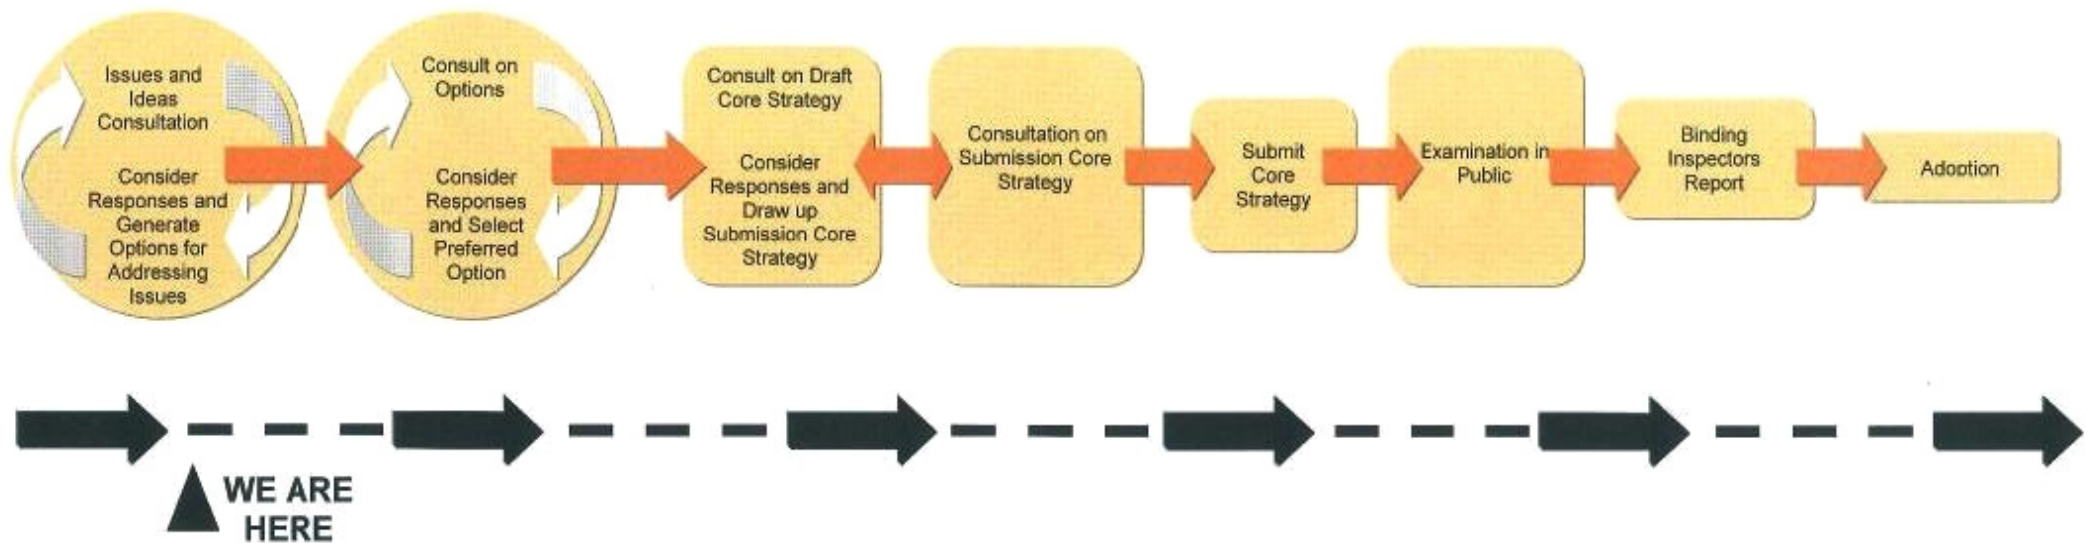 Issues and
Ideas
Consultation
Consider
Responses and
Generate
Options for
Addressing
Issues
Consult on
Options
Consider
Responses
and Select
Preferred
Option
Consult on Draft
Core Strategy
Consider
Responses and
Draw up
Submission Core
Strategy
Consultation on
Submission Core
Strategy
Submit
Core
Strategy
Examination in
Public
Binding
Inspectors
Report
Adoption
WE ARE
HERE